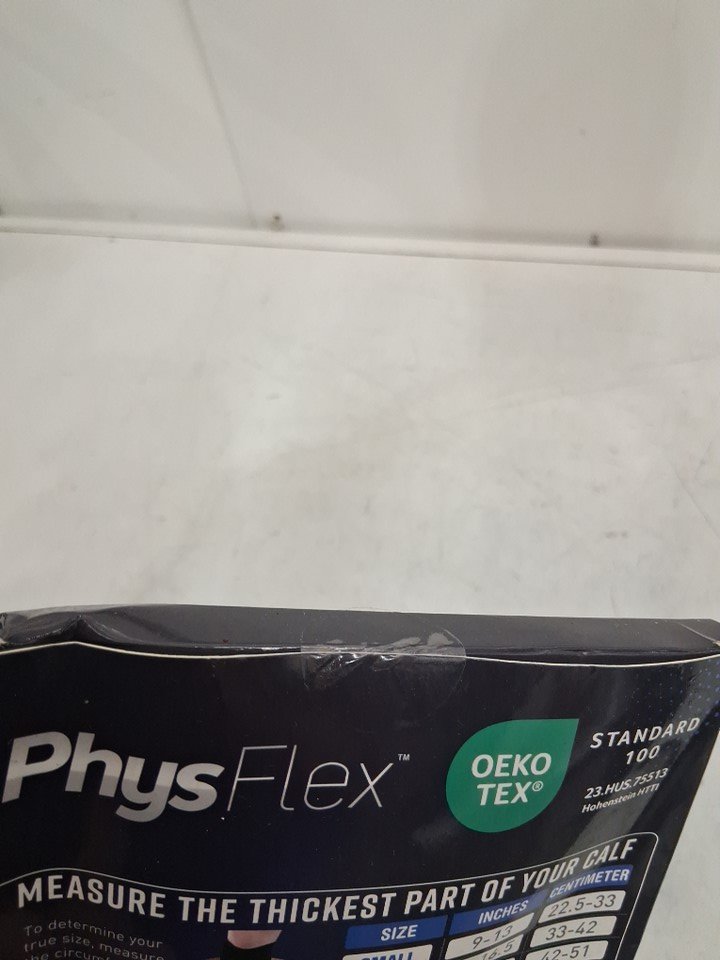 PhysFlex™
OEKO
TEX®
STANDARD
100
23.HUS.75513
Hohenstein HTTI
MEASURE THE THICKEST PART OF YOUR CALF
To determine your
true size, measure
SIZE INCHES CENTIMETER
SMALL 9-13 22.5-33
33-42
42-51